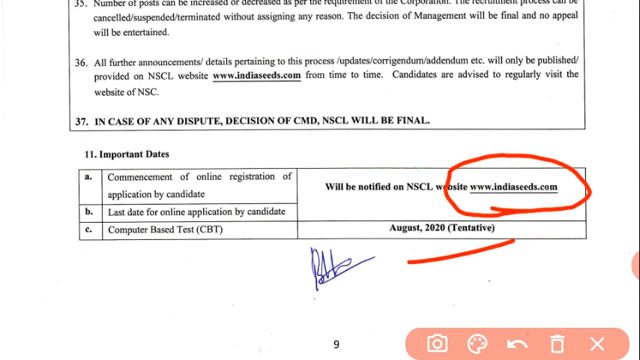 35. Number of posts can be increased or decreased as per the requirement of the Corporation. The recruitment process can be
cancelled/suspended/terminated without assigning any reason. The decision of Management will be final and no appeal
will be entertained.
36. All further announcements/ details pertaining to this process /updates/corrigendum/addendum etc. will only be published/
provided on NSCL website www.indiaseeds.com from time to time. Candidates are advised to regularly visit the
website of NSC.
37. IN CASE OF ANY DISPUTE, DECISION OF CMD, NSCL WILL BE FINAL.
11. Important Dates
a. Commencement of online registration of
application by candidate
Will be notified on NSCL website www.indiaseeds.com
b. Last date for online application by candidate
c. Computer Based Test (CBT) August, 2020 (Tentative)
9